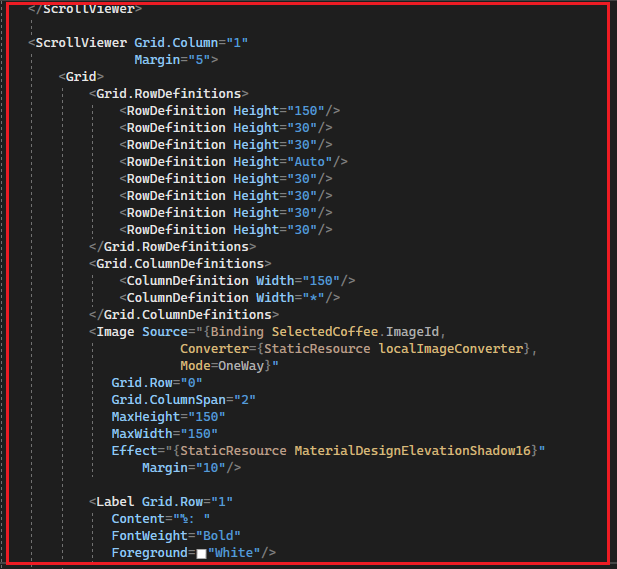 </ScrollViewer>
<ScrollViewer Grid.Column="1"
Margin="5">
<Grid>
<Grid.RowDefinitions>
<RowDefinition Height="150"/>
<RowDefinition Height="30"/>
<RowDefinition Height="30"/>
<RowDefinition Height="Auto"/>
<RowDefinition Height="30"/>
<RowDefinition Height="30"/>
<RowDefinition Height="30"/>
<RowDefinition Height="30"/>
</Grid.RowDefinitions>
<Grid.ColumnDefinitions>
<ColumnDefinition Width="150"/>
<ColumnDefinition Width="*"/>
</Grid.ColumnDefinitions>
<Image Source="{Binding SelectedCoffee.ImageId,
Converter={StaticResource localImageConverter},
Mode=OneWay}"
Grid.Row="0"
Grid.ColumnSpan="2"
MaxHeight="150"
MaxWidth="150"
Effect="{StaticResource MaterialDesignElevationShadow16}"
Margin="10"/>
<Label Grid.Row="1"
Content="№: "
FontWeight="Bold"
Foreground="White"/>